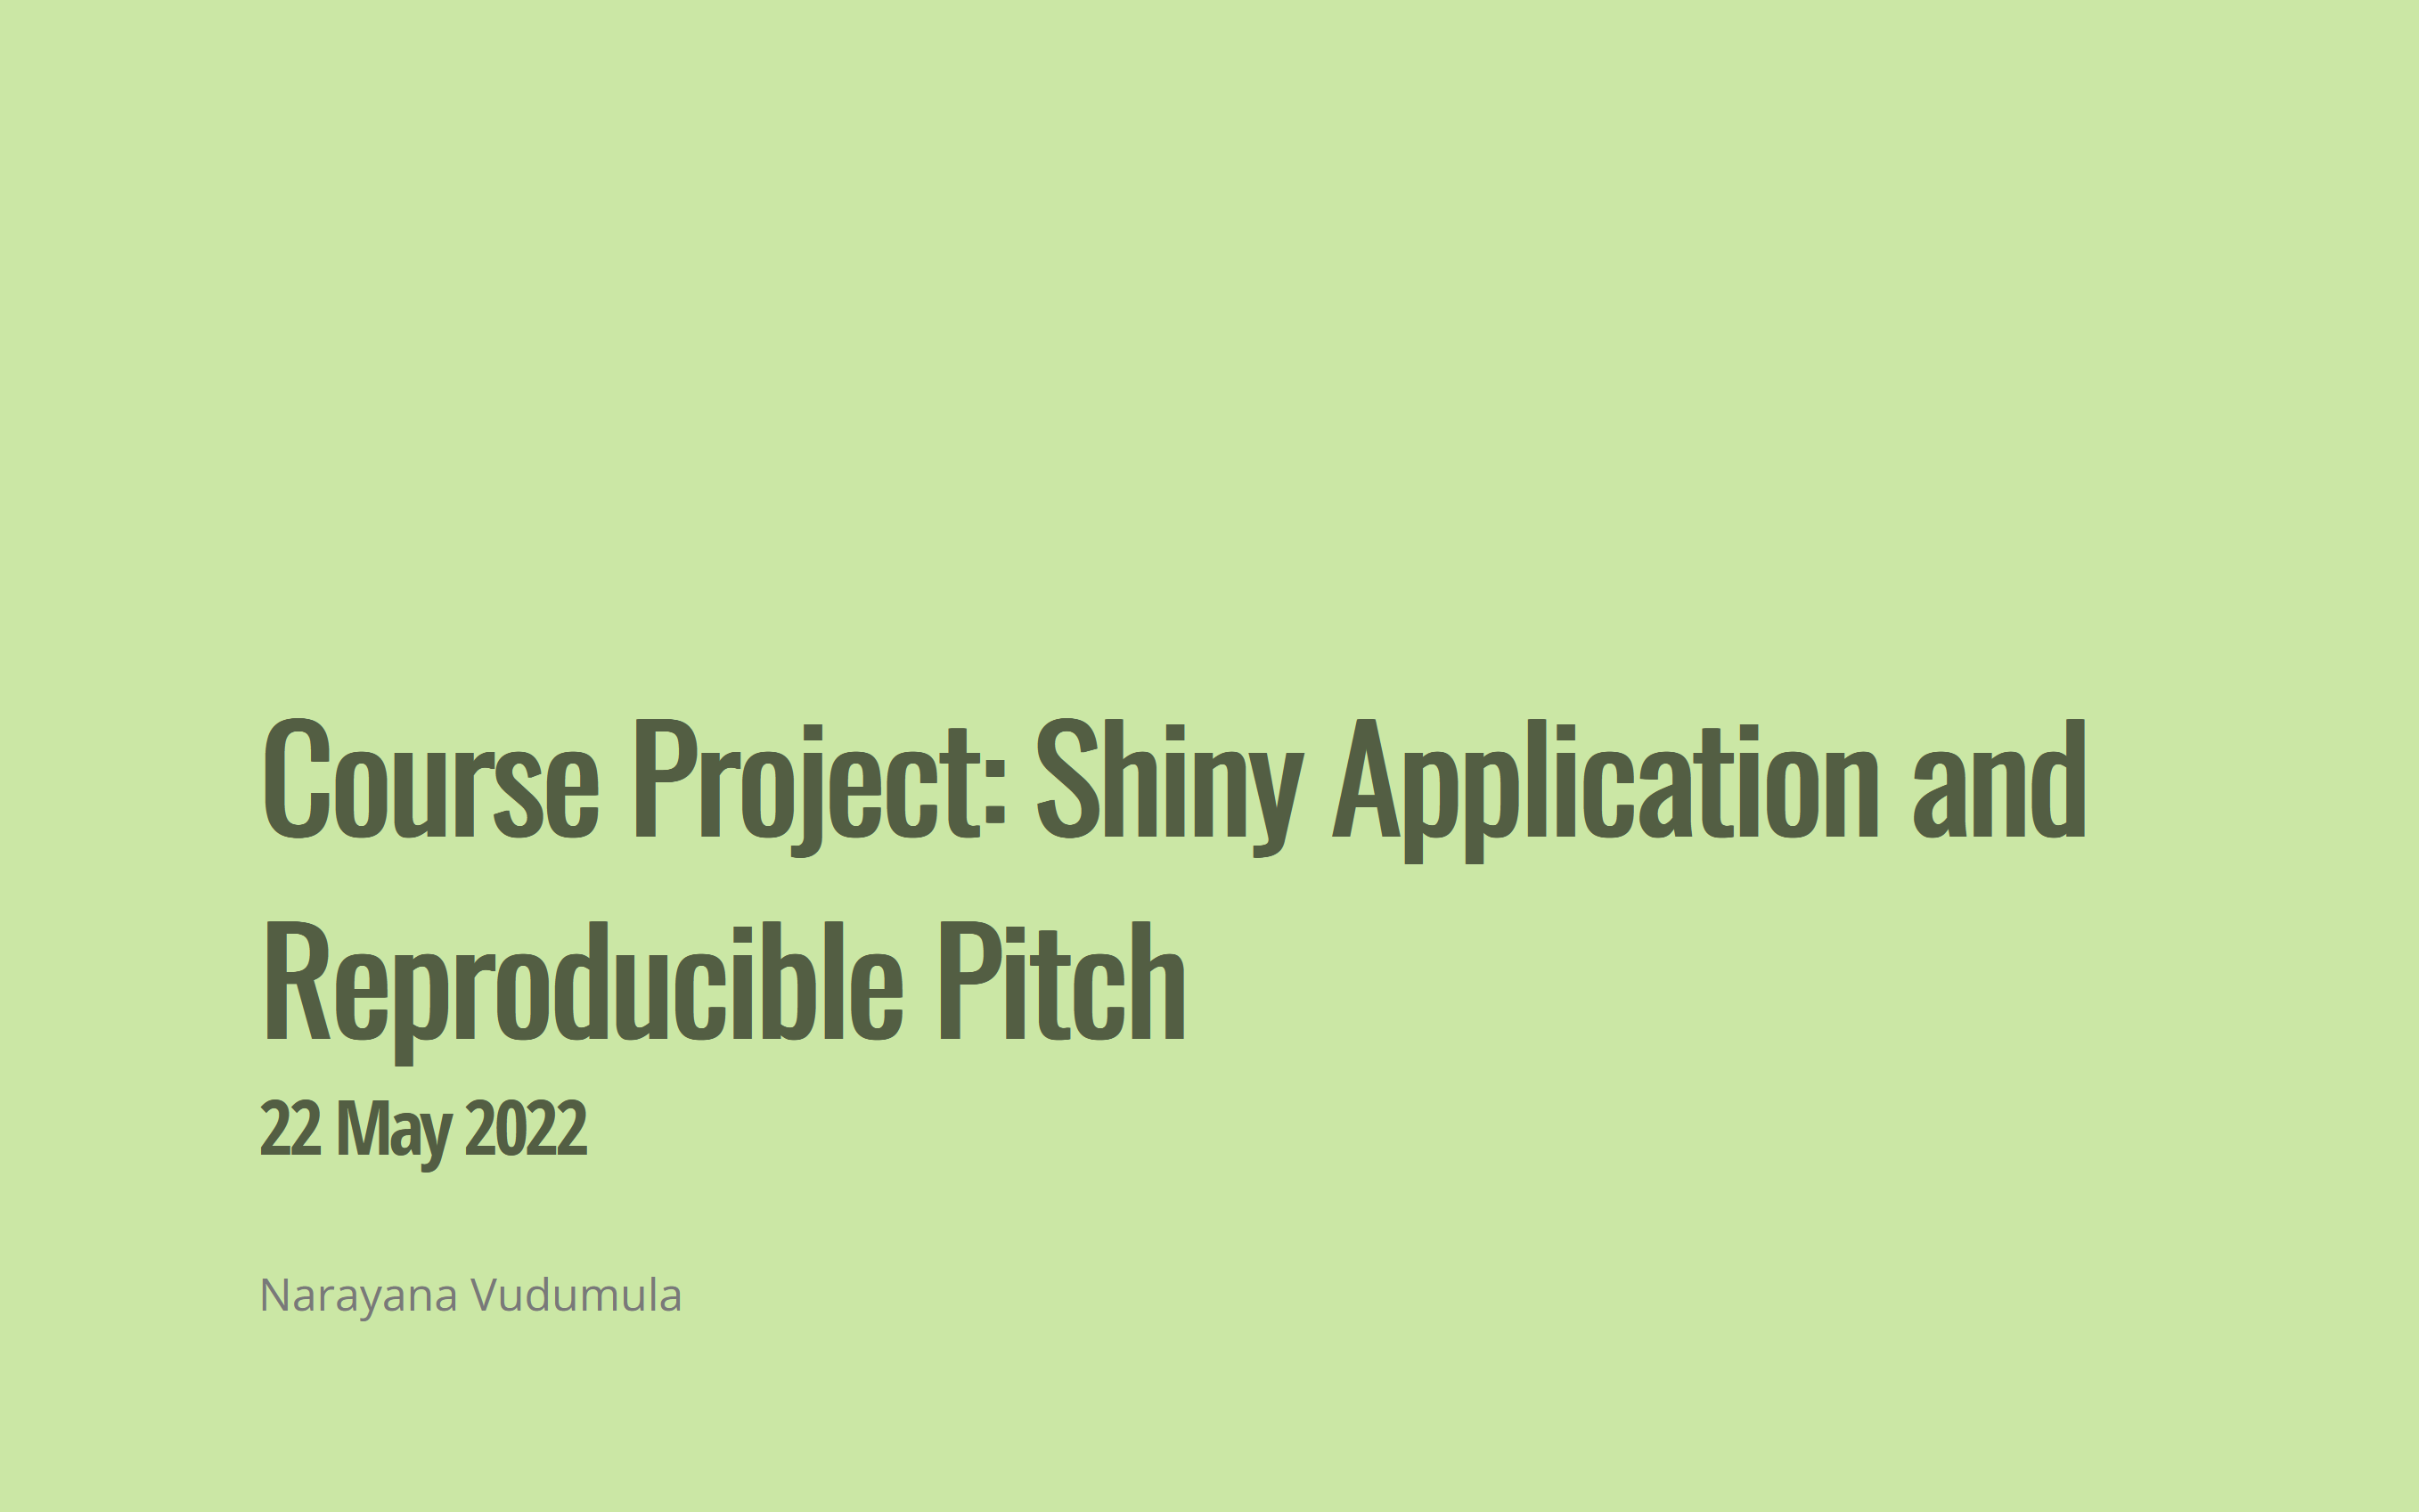 Course Project: Shiny Application and
Reproducible Pitch
22 May 2022
Narayana Vudumula